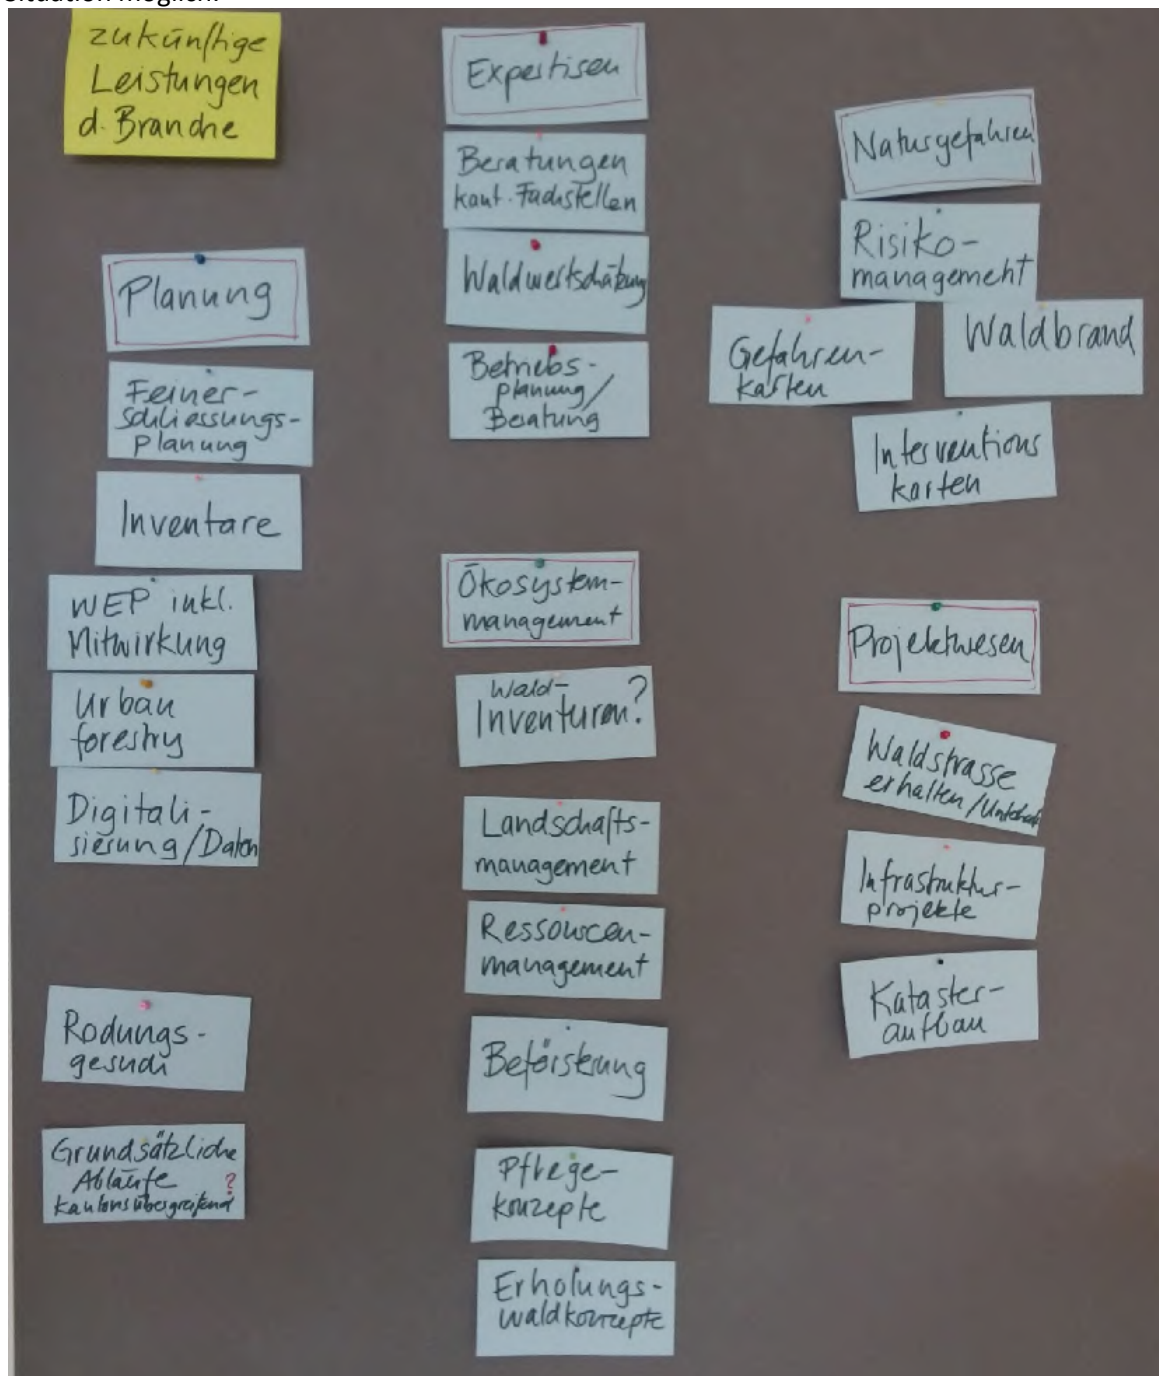 Situation möglich.
zukünftige
Leistungen
d. Branche
Planung
Feiner-
schliessungs-
planung
Inventare
WEP inkl.
Mitwirkung
Urban
forestry
Digitali-
sierung/Daten
Rodungs-
gesuch
Grundsätzliche
Abläufe ?
kantonsübergreifend
Expertisen
Beratungen
kant. Fachstellen
Waldwertschätzung
Betriebs-
planung/
Beratung
Ökosystem-
management
Wald-
Inventuren?
Landschafts-
management
Ressourcen-
management
Beförsterung
Pflege-
konzepte
Erholungs-
waldkonzepte
Naturgefahren
Risiko-
management
Gefahren-
karten
Waldbrand
Interventions
karten
Projektwesen
Waldstrasse
erhalten/Unterhalt
Infrastruktur-
projekte
Kataster-
aufbau